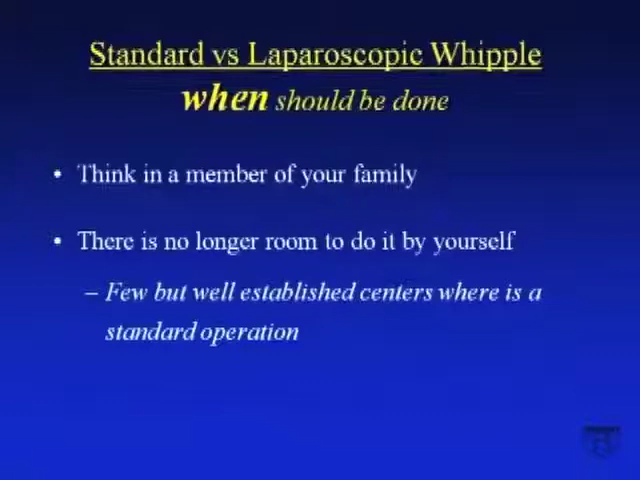 Standard vs Laparoscopic Whipple
when should be done
• Think in a member of your family
• There is no longer room to do it by yourself
– Few but well established centers where is a
standard operation